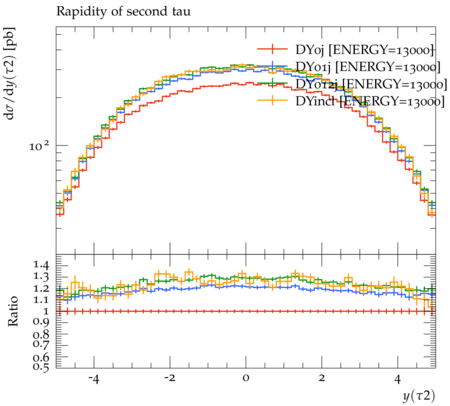 Rapidity of second tau
dσ/dy(τ2) [pb]
DY0j [ENERGY=13000]
DY01j [ENERGY=13000]
DY012j [ENERGY=13000]
DYincl [ENERGY=13000]
10²
Ratio
1.4
1.3
1.2
1.1
1
0.9
0.8
0.7
0.6
0.5
-4 -2 0 2 4
y(τ2)